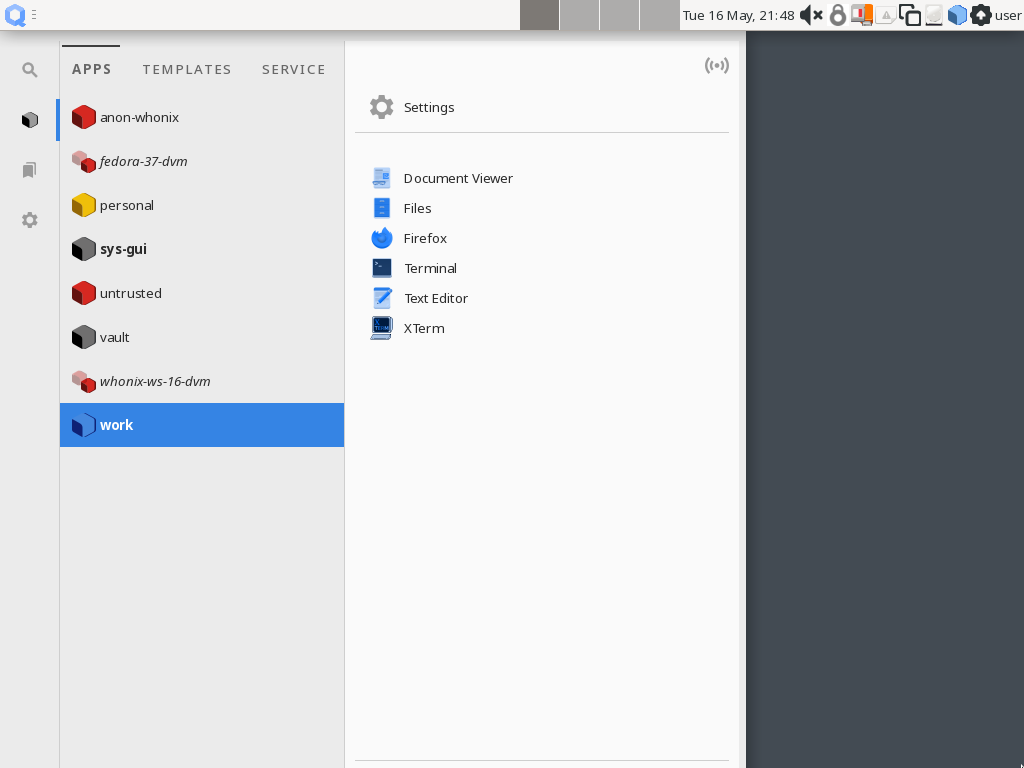 Tue 16 May, 21:48 user
APPS TEMPLATES SERVICE
anon-whonix
fedora-37-dvm
personal
sys-gui
untrusted
vault
whonix-ws-16-dvm
work
Settings
Document Viewer
Files
Firefox
Terminal
Text Editor
XTerm